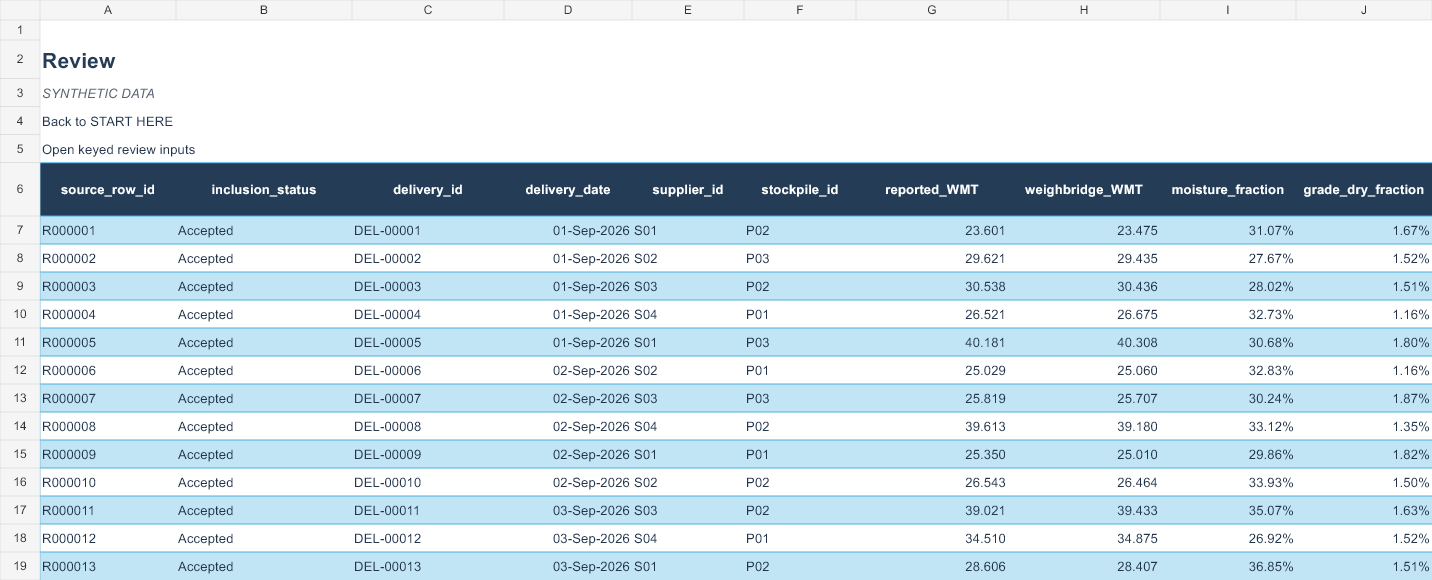 A B C D E F G H I J
1
2 Review
3 SYNTHETIC DATA
4 Back to START HERE
5 Open keyed review inputs
6 source_row_id inclusion_status delivery_id delivery_date supplier_id stockpile_id reported_WMT weighbridge_WMT moisture_fraction grade_dry_fraction
7 R000001 Accepted DEL-00001 01-Sep-2026 S01 P02 23.601 23.475 31.07% 1.67%
8 R000002 Accepted DEL-00002 01-Sep-2026 S02 P03 29.621 29.435 27.67% 1.52%
9 R000003 Accepted DEL-00003 01-Sep-2026 S03 P02 30.538 30.436 28.02% 1.51%
10 R000004 Accepted DEL-00004 01-Sep-2026 S04 P01 26.521 26.675 32.73% 1.16%
11 R000005 Accepted DEL-00005 01-Sep-2026 S01 P03 40.181 40.308 30.68% 1.80%
12 R000006 Accepted DEL-00006 02-Sep-2026 S02 P01 25.029 25.060 32.83% 1.16%
13 R000007 Accepted DEL-00007 02-Sep-2026 S03 P03 25.819 25.707 30.24% 1.87%
14 R000008 Accepted DEL-00008 02-Sep-2026 S04 P02 39.613 39.180 33.12% 1.35%
15 R000009 Accepted DEL-00009 02-Sep-2026 S01 P01 25.350 25.010 29.86% 1.82%
16 R000010 Accepted DEL-00010 02-Sep-2026 S02 P02 26.543 26.464 33.93% 1.50%
17 R000011 Accepted DEL-00011 03-Sep-2026 S03 P02 39.021 39.433 35.07% 1.63%
18 R000012 Accepted DEL-00012 03-Sep-2026 S04 P01 34.510 34.875 26.92% 1.52%
19 R000013 Accepted DEL-00013 03-Sep-2026 S01 P02 28.606 28.407 36.85% 1.51%